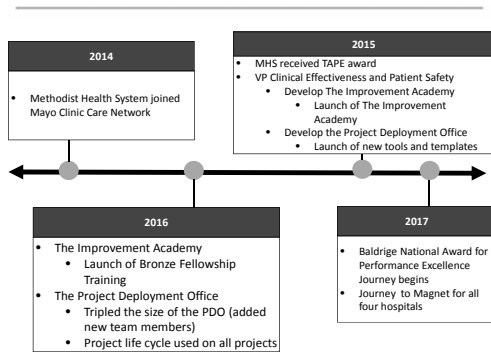 2014
• Methodist Health System joined
Mayo Clinic Care Network
2015
• MHS received TAPE award
• VP Clinical Effectiveness and Patient Safety
• Develop The Improvement Academy
• Launch of The Improvement
Academy
• Develop the Project Deployment Office
• Launch of new tools and templates
2016
• The Improvement Academy
• Launch of Bronze Fellowship
Training
• The Project Deployment Office
• Tripled the size of the PDO (added
new team members)
• Project life cycle used on all projects
2017
• Baldrige National Award for
Performance Excellence
Journey begins
• Journey to Magnet for all
four hospitals